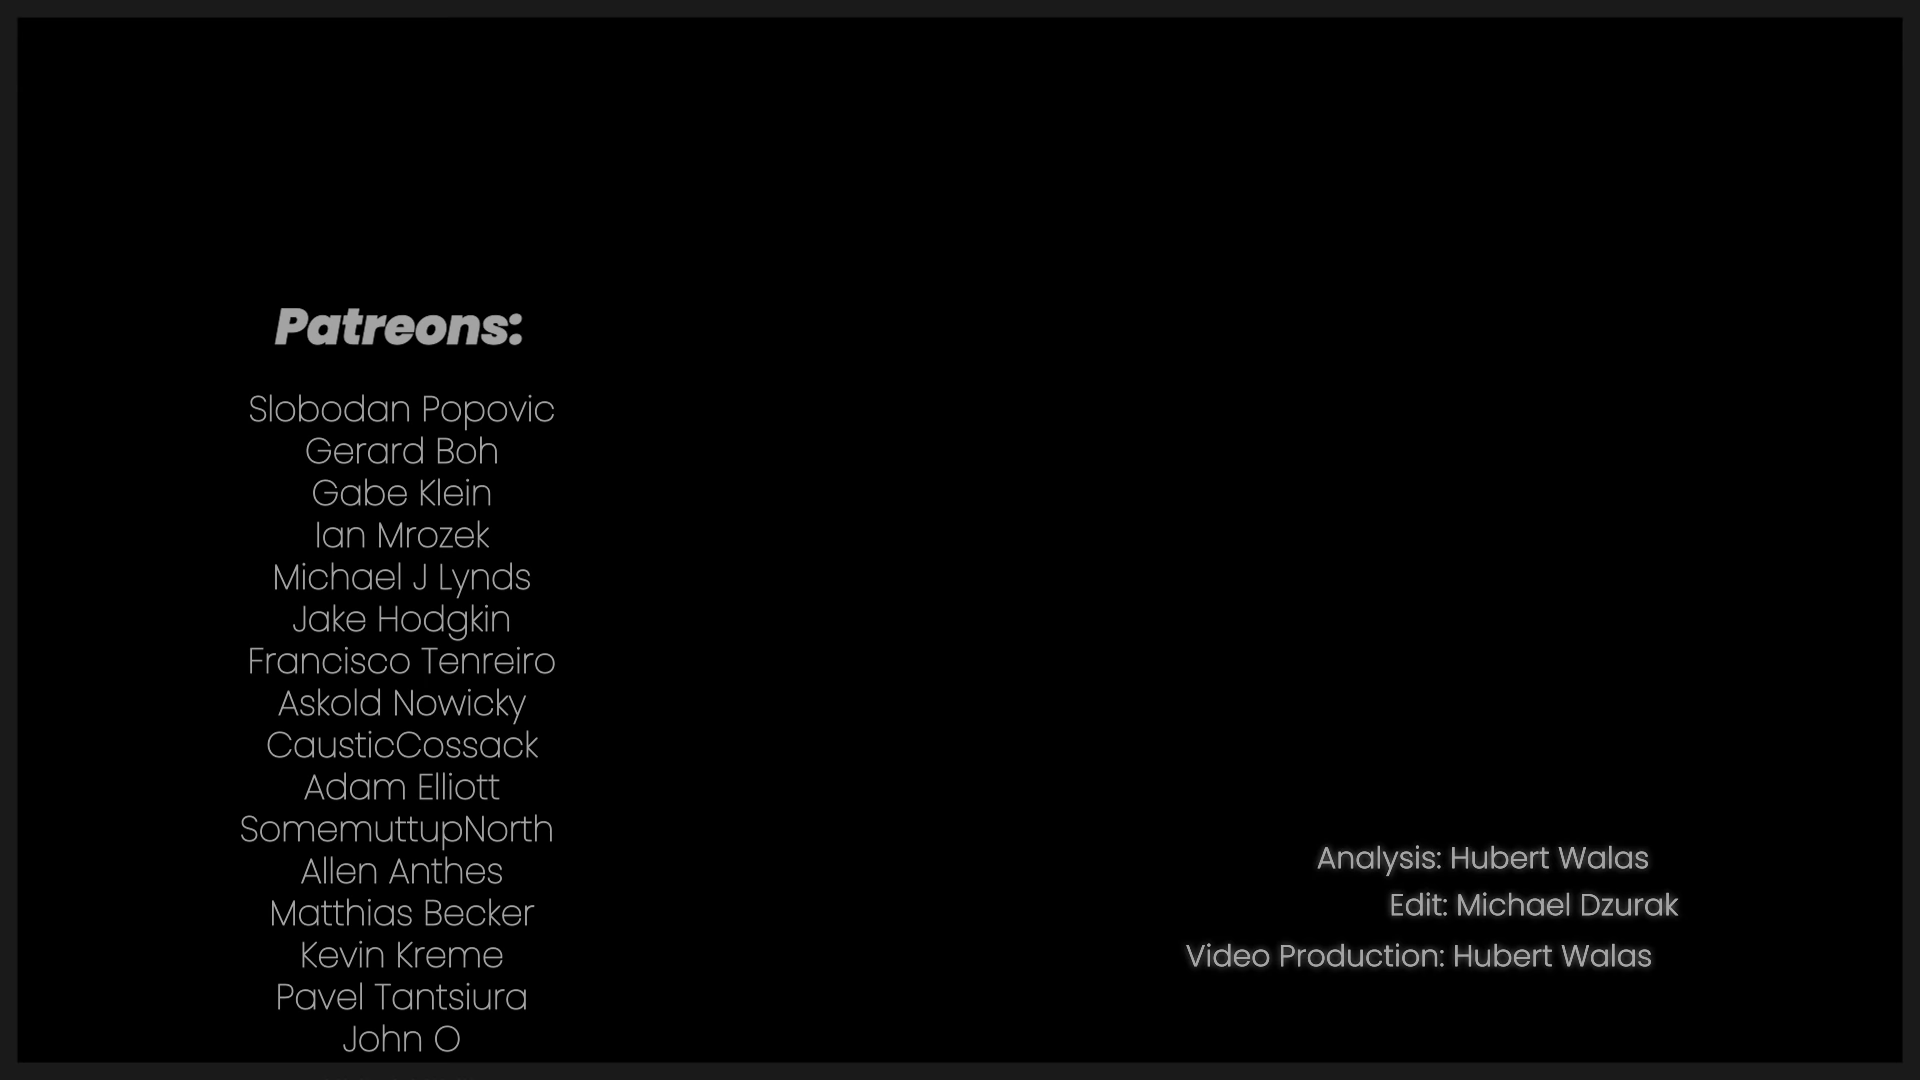 Patreons:
Slobodan Popovic
Gerard Boh
Gabe Klein
Ian Mrozek
Michael J Lynds
Jake Hodgkin
Francisco Tenreiro
Askold Nowicky
CausticCossack
Adam Elliott
SomemuttupNorth
Allen Anthes
Matthias Becker
Kevin Kreme
Pavel Tantsiura
John O
Analysis: Hubert Walas
Edit: Michael Dzurak
Video Production: Hubert Walas